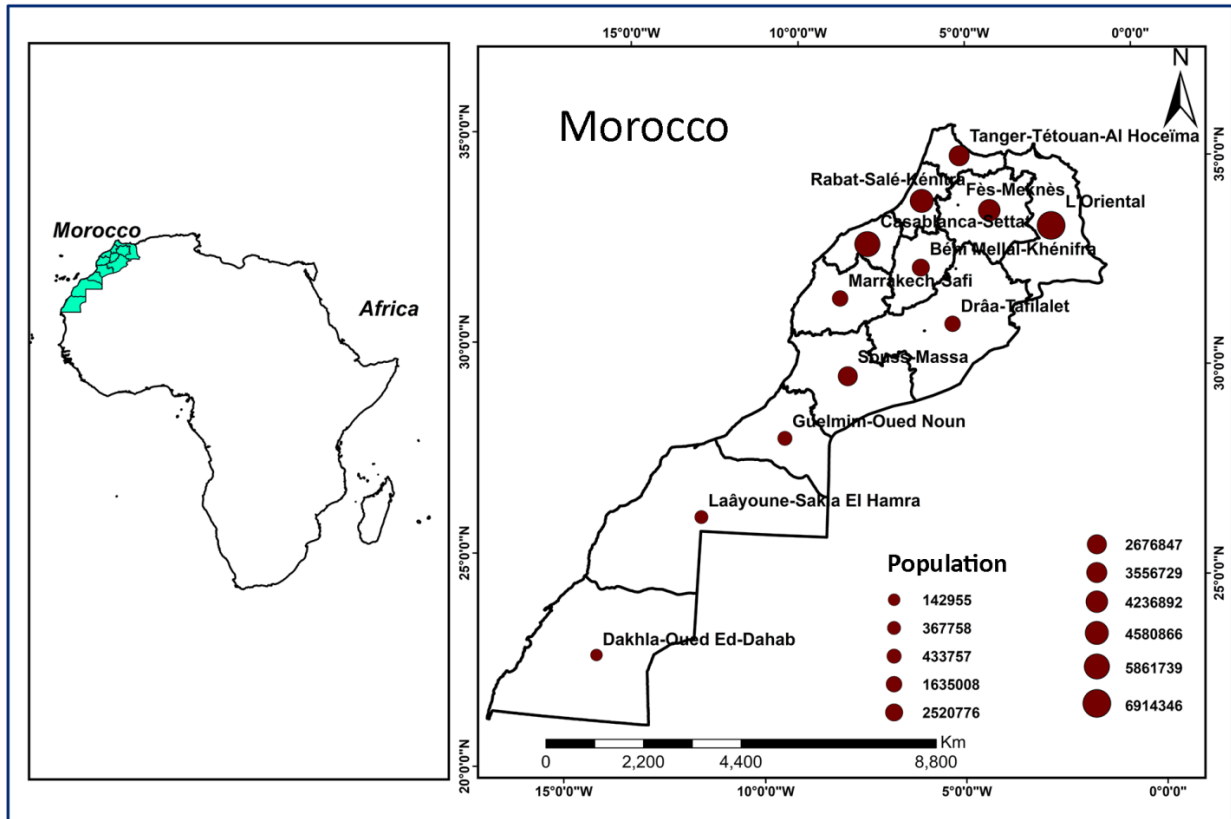 Morocco
Africa
15°0'0"W 10°0'0"W 5°0'0"W 0°0'0"
N
Morocco
35°0'0"N
30°0'0"N
25°0'0"N
20°0'0"N
Tanger-Tétouan-Al Hoceïma
Rabat-Salé-Kénitra
Fès-Meknès
L'Oriental
Casablanca-Settat
Béni Mellal-Khénifra
Marrakech-Safi
Drâa-Tafilalet
Souss-Massa
Guelmim-Oued Noun
Laâyoune-Sakia El Hamra
Dakhla-Oued Ed-Dahab
35°0'0"N
30°0'0"N
25°0'0"N
Population
142955
367758
433757
1635008
2520776
2676847
3556729
4236892
4580866
5861739
6914346
Km
0 2,200 4,400 8,800
15°0'0"W 10°0'0"W 5°0'0"W 0°0'0"